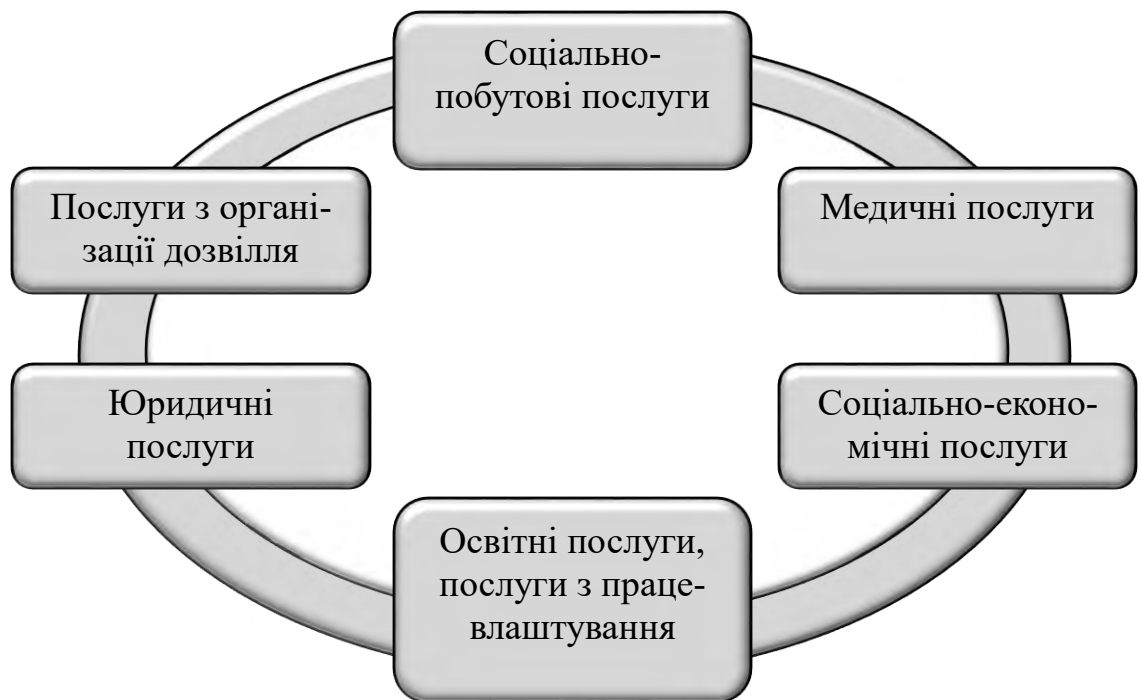 Соціально-
побутові послуги
Послуги з органі-
зації дозвілля
Медичні послуги
Юридичні
послуги
Соціально-еконо-
мічні послуги
Освітні послуги,
послуги з праце-
влаштування